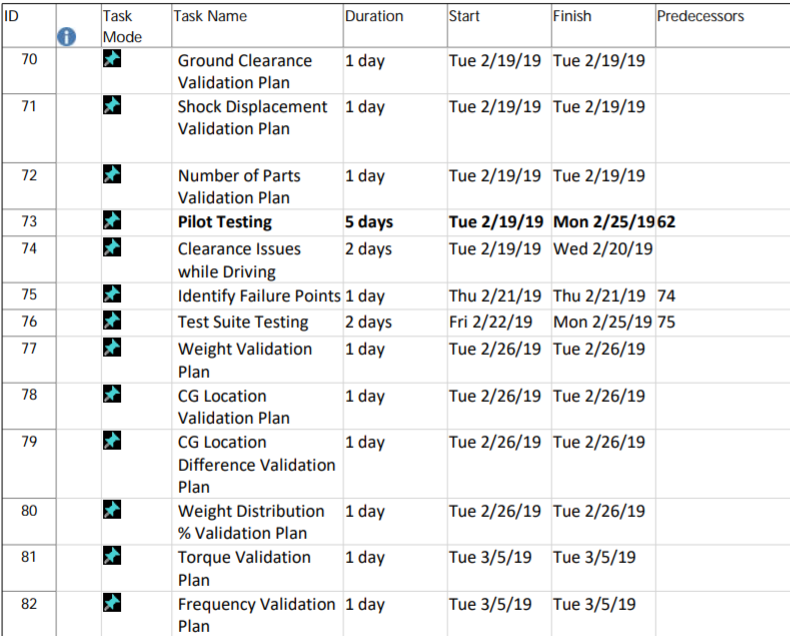 ID Task Mode Task Name Duration Start Finish Predecessors
70 Ground Clearance Validation Plan 1 day Tue 2/19/19 Tue 2/19/19
71 Shock Displacement Validation Plan 1 day Tue 2/19/19 Tue 2/19/19
72 Number of Parts Validation Plan 1 day Tue 2/19/19 Tue 2/19/19
73 Pilot Testing 5 days Tue 2/19/19 Mon 2/25/19 62
74 Clearance Issues while Driving 2 days Tue 2/19/19 Wed 2/20/19
75 Identify Failure Points 1 day Thu 2/21/19 Thu 2/21/19 74
76 Test Suite Testing 2 days Fri 2/22/19 Mon 2/25/19 75
77 Weight Validation Plan 1 day Tue 2/26/19 Tue 2/26/19
78 CG Location Validation Plan 1 day Tue 2/26/19 Tue 2/26/19
79 CG Location Difference Validation Plan 1 day Tue 2/26/19 Tue 2/26/19
80 Weight Distribution % Validation Plan 1 day Tue 2/26/19 Tue 2/26/19
81 Torque Validation Plan 1 day Tue 3/5/19 Tue 3/5/19
82 Frequency Validation Plan 1 day Tue 3/5/19 Tue 3/5/19